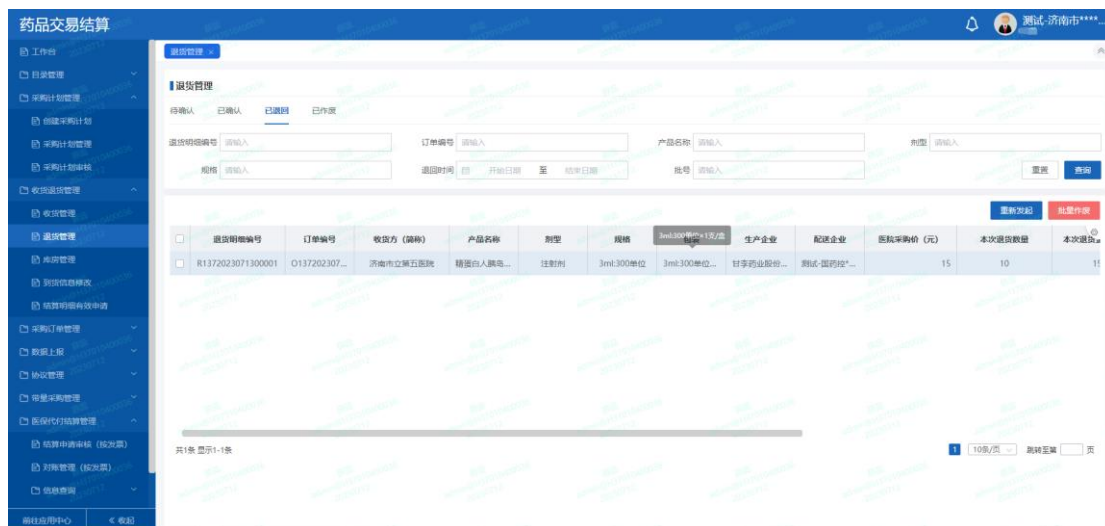 药品交易结算
测试-济南市****...
工作台
退货管理 ×
目录管理
采购计划管理
创建采购计划
采购计划管理
采购计划审核
收货退货管理
收货管理
退货管理
库房管理
到货信息修改
结算明细有效申请
采购订单管理
数据上报
协议管理
带量采购管理
医保代付结算管理
结算申请审核（按发票）
对账管理（按发票）
信息查询
前往应用中心
« 收起
退货管理
待确认 已确认 已退回 已作废
退货明细编号 请输入 订单编号 请输入 产品名称 请输入 剂型 请输入
规格 请输入 退回时间 开始日期 至 结束日期 批号 请输入 重置 查询
重新发起 批量作废
3ml:300单位×1支/盒
退货明细编号 订单编号 收货方（简称） 产品名称 剂型 规格 生产企业 配送企业 医院采购价（元） 本次退货数量
R1372023071300001 O137202307... 济南市立第五医院 精蛋白人胰岛... 注射剂 3ml:300单位 3ml:300单位... 甘李药业股份... 测试-国药控*... 15 10 15
共1条 显示1-1条
1 10条/页 跳转至第 页